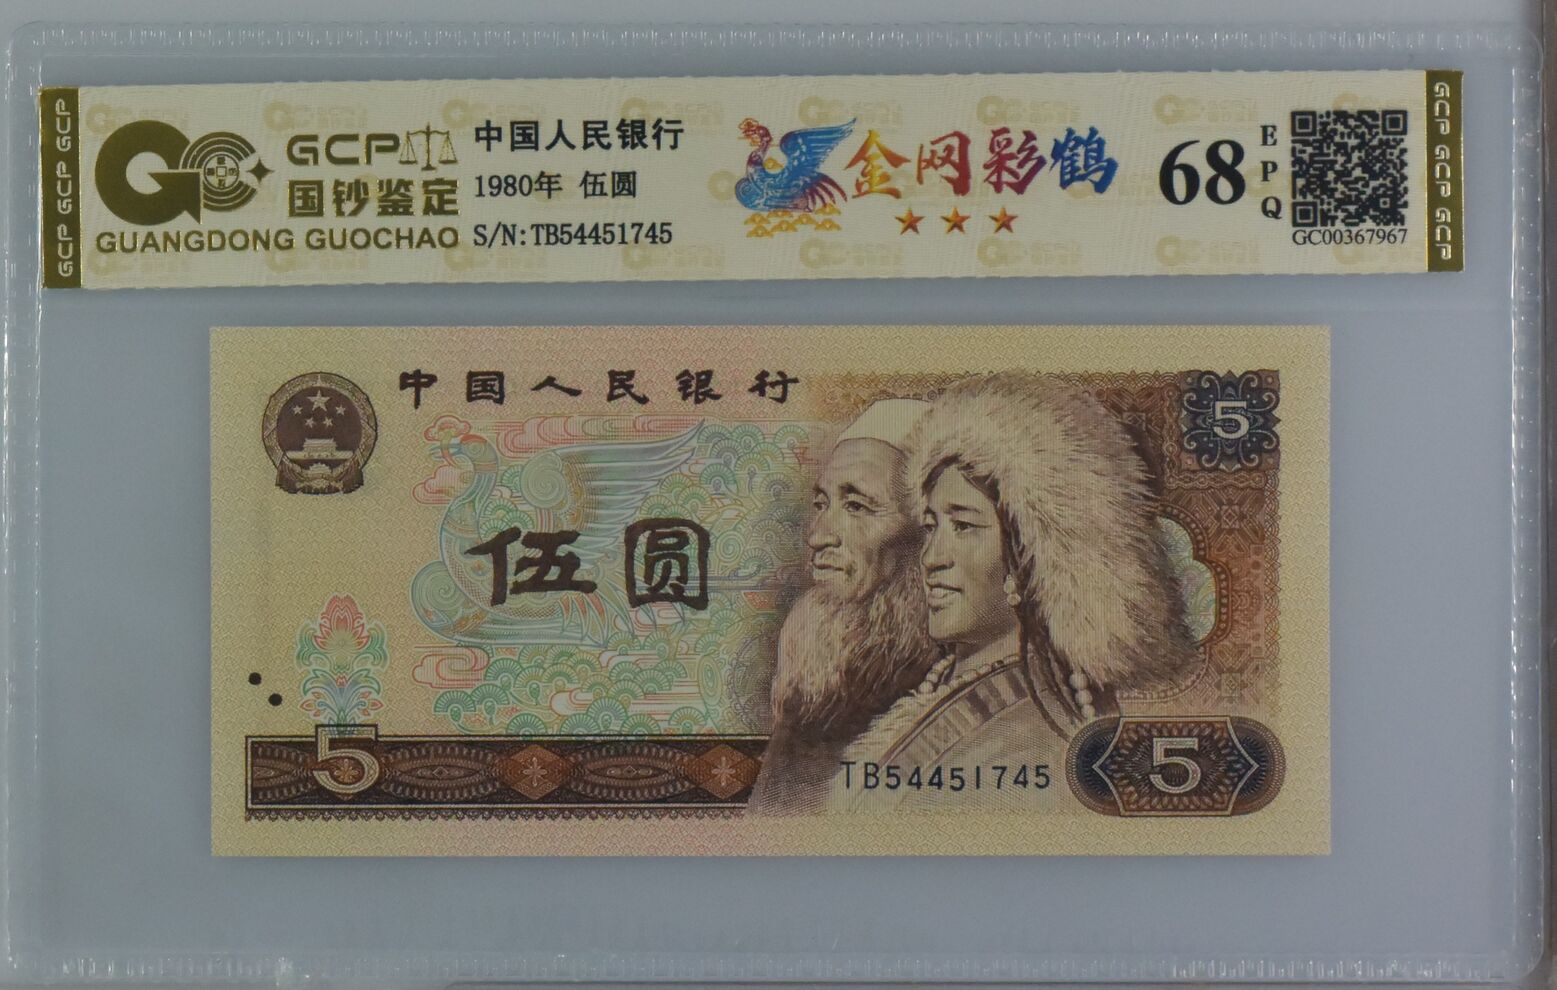 GCP
国钞鉴定
GUANGDONG GUOCHAO
中国人民银行
1980年 伍圆
S/N:TB54451745
金网彩鹤
★ ★ ★
68
EPQ
GC00367967
GCP GCP GCP
GCP GCP GCP
中国人民银行
5
伍圆
5
TB54451745
5